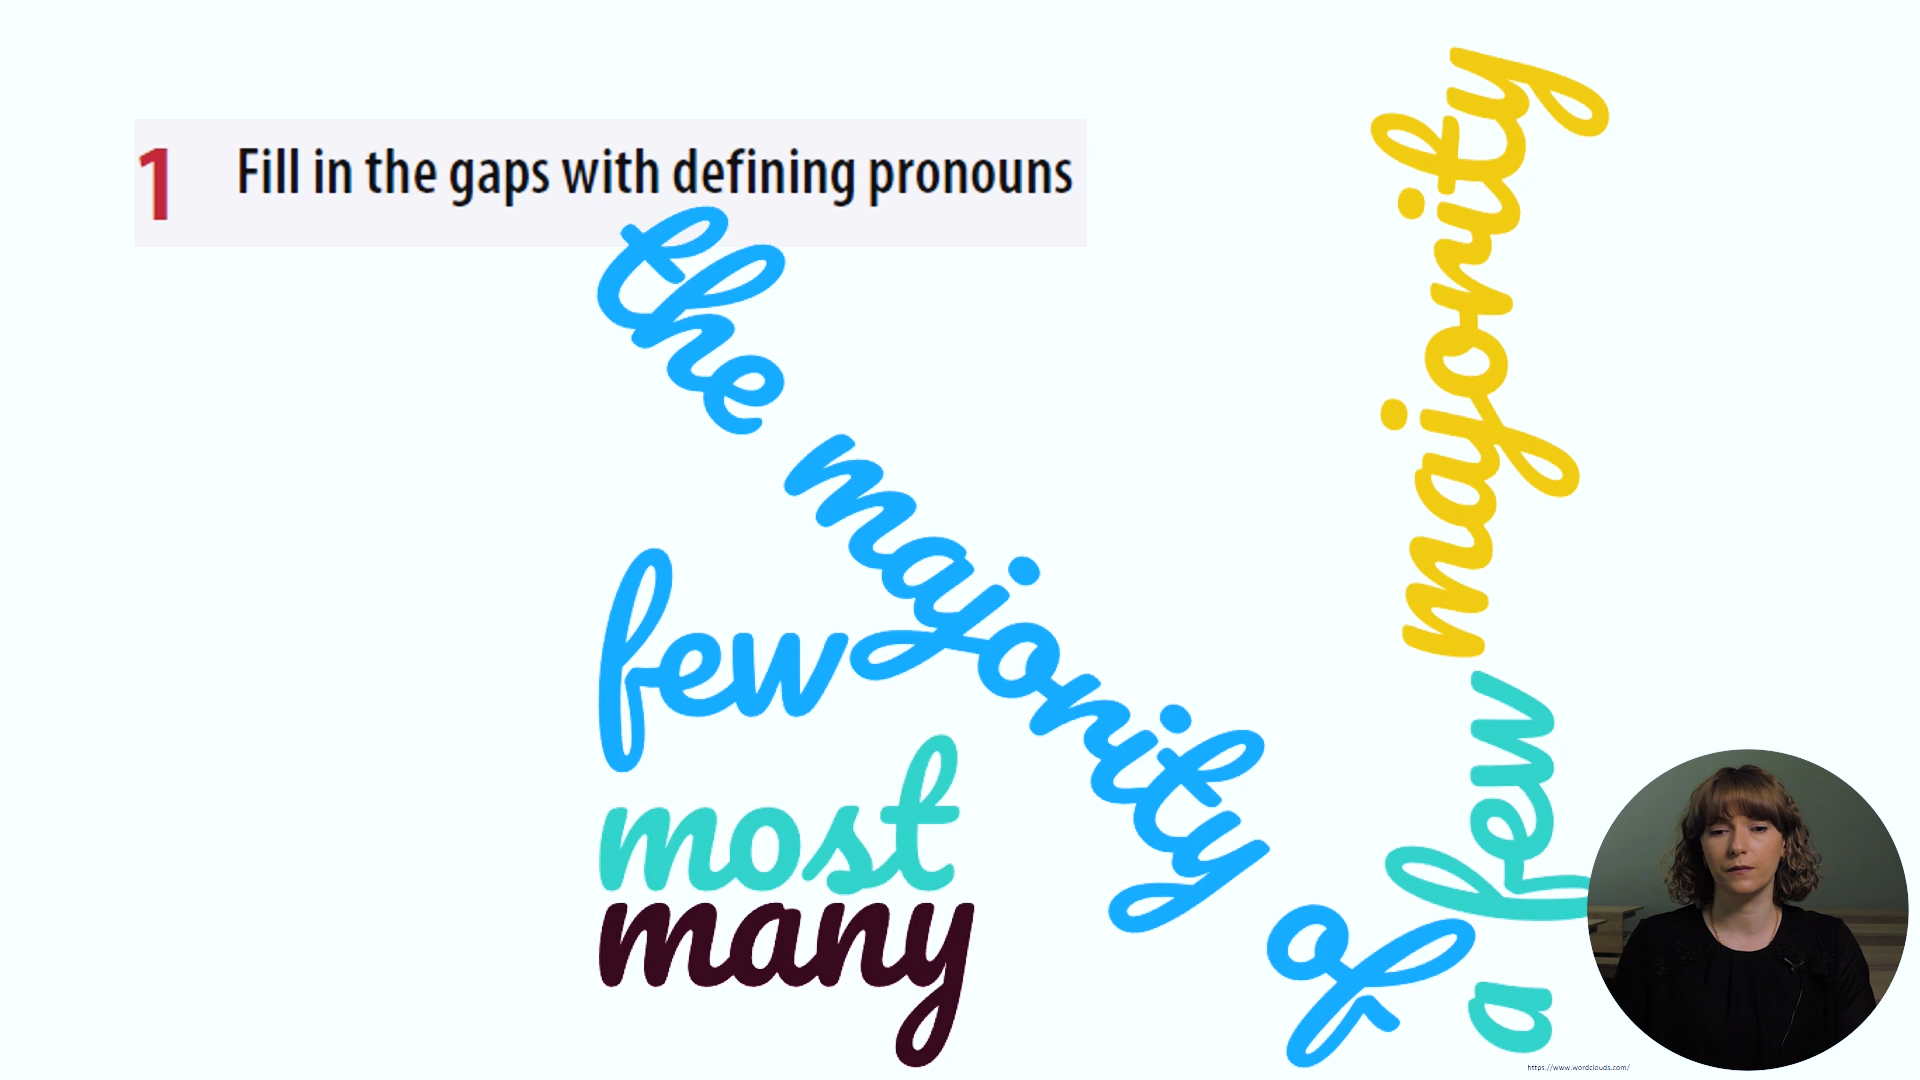 1 Fill in the gaps with defining pronouns
the majority of
majority
few
a few
most
many
https://www.wordclouds.com/